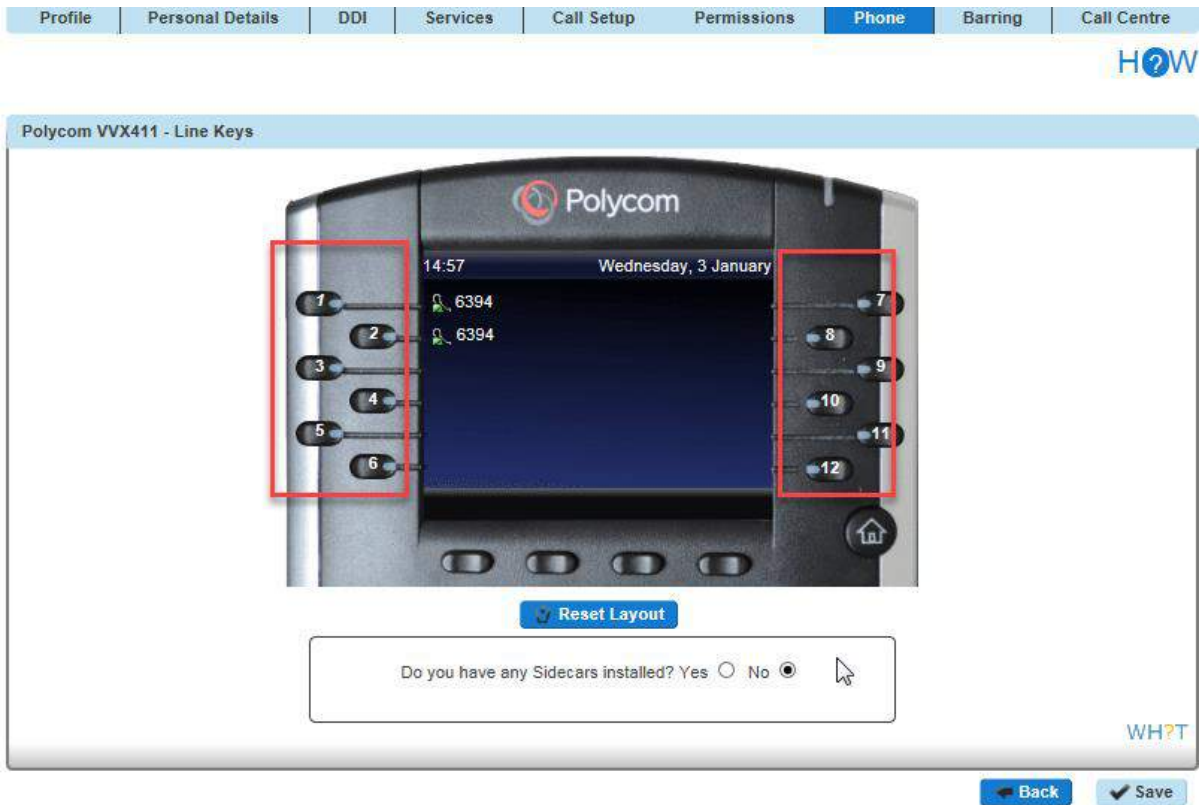 Profile Personal Details DDI Services Call Setup Permissions Phone Barring Call Centre
H?W
Polycom VVX411 - Line Keys
Polycom
14:57 Wednesday, 3 January
1 6394 7
2 6394 8
3 9
4 10
5 11
6 12
Reset Layout
Do you have any Sidecars installed? Yes No
WH?T
Back Save